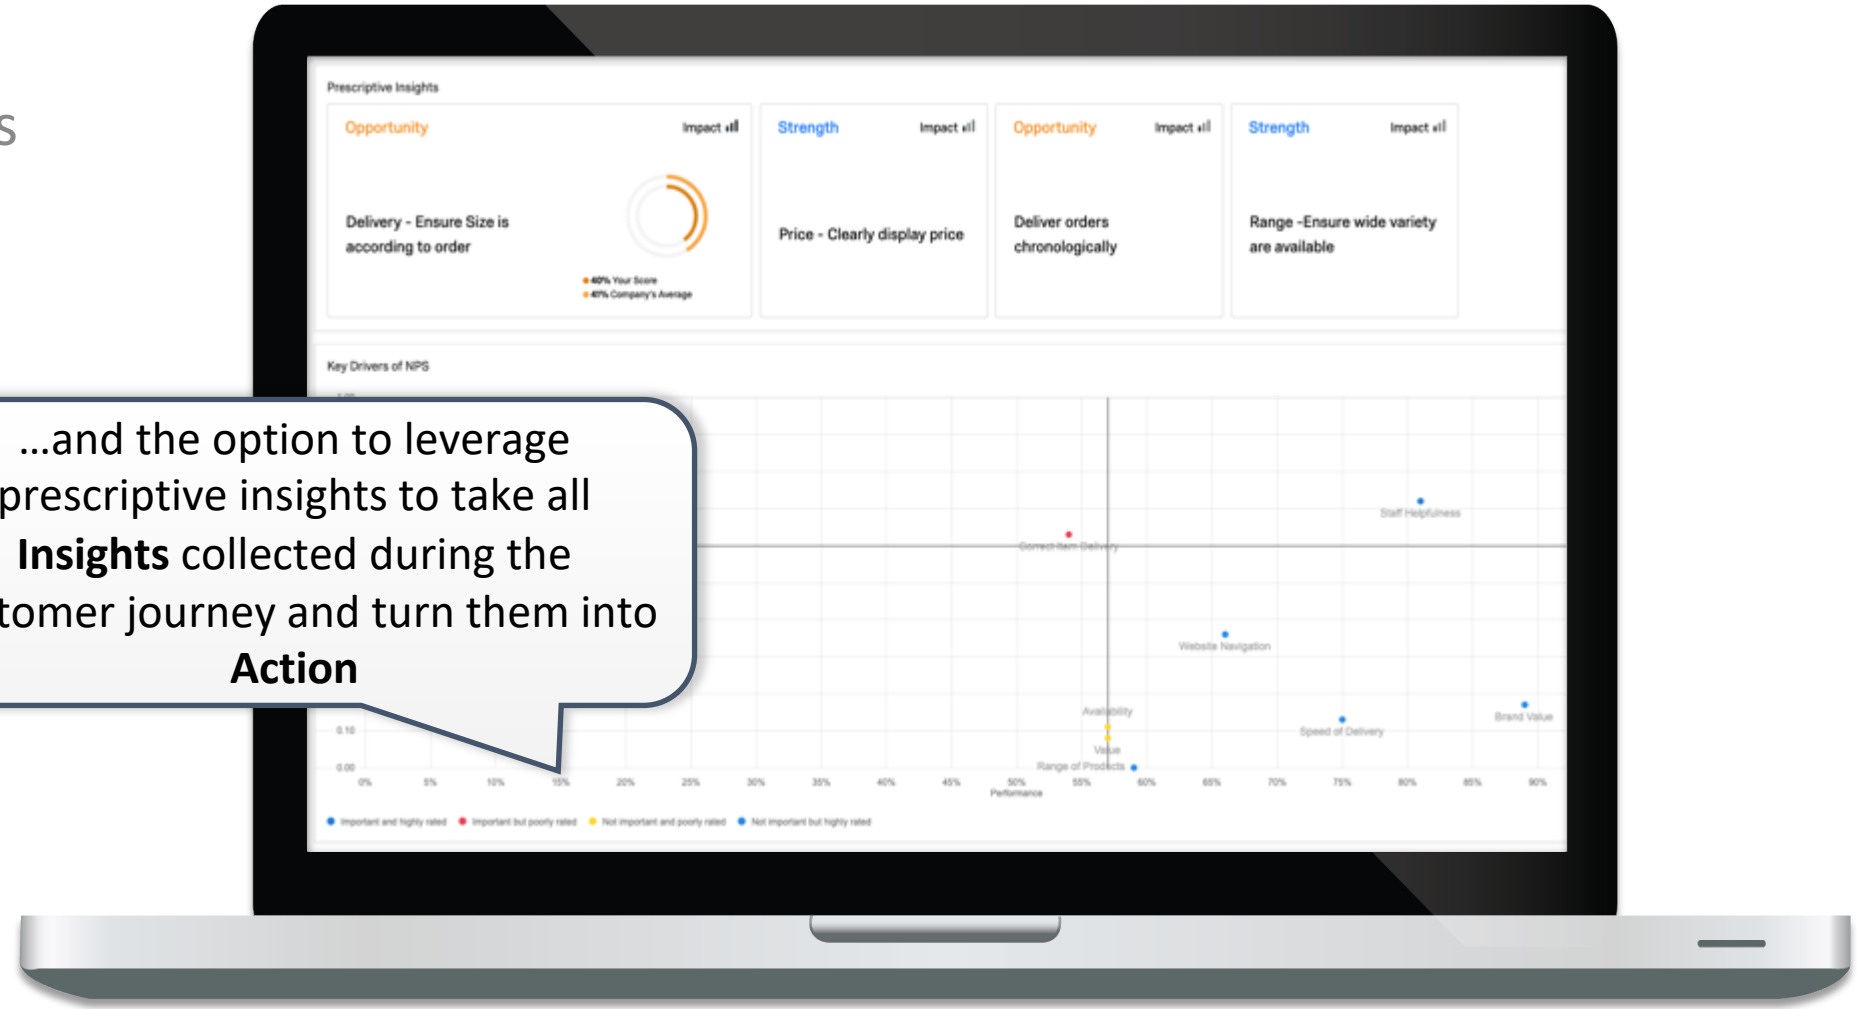 s
Prescriptive Insights
Opportunity
Impact
Strength
Impact
Opportunity
Impact
Strength
Impact
Delivery - Ensure Size is
according to order
40% Your Score
41% Company's Average
Price - Clearly display price
Deliver orders
chronologically
Range -Ensure wide variety
are available
Key Drivers of NPS
1.00
…and the option to leverage
prescriptive insights to take all
Insights collected during the
tomer journey and turn them into
Action
Staff Helpfulness
Correct Item Delivery
Website Navigation
Availability
Brand Value
Speed of Delivery
Value
Range of Products
0.10
0.00
0% 5% 10% 15% 20% 25% 30% 35% 40% 45% 50% 55% 60% 65% 70% 75% 80% 85% 90%
Performance
Important and highly rated Important but poorly rated Not important and poorly rated Not important but highly rated